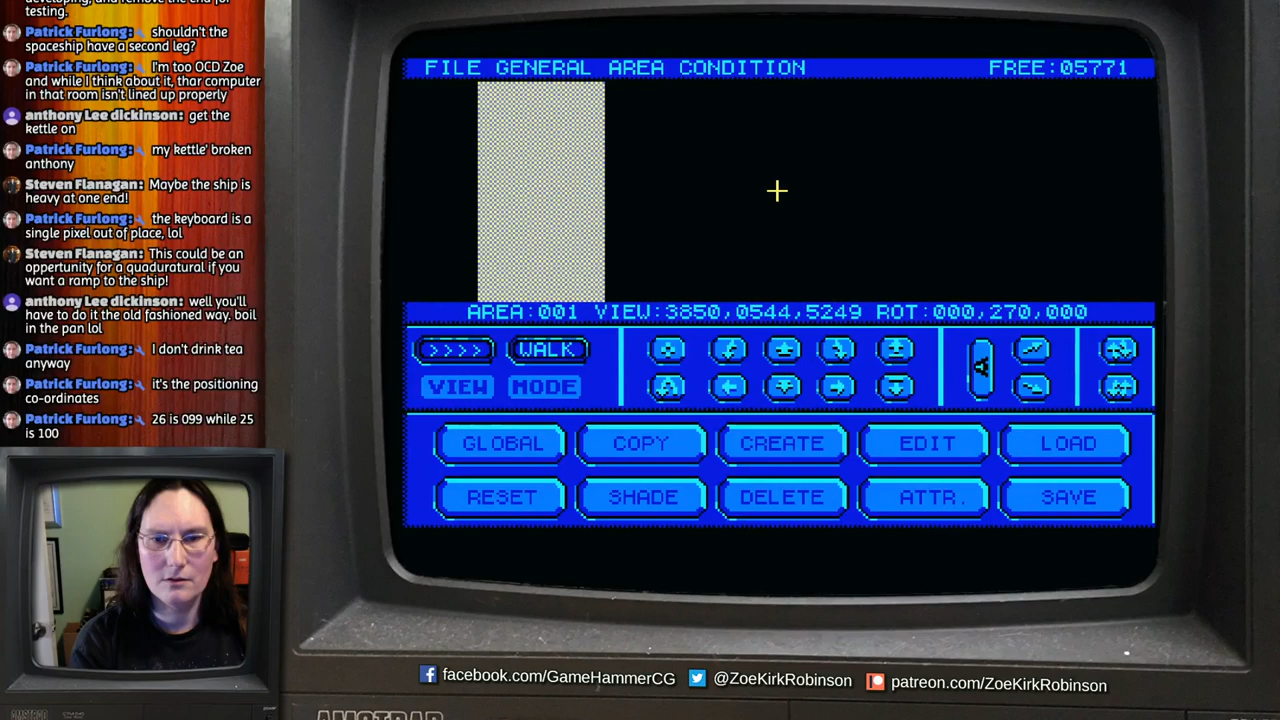 developing, and remove the end for
testing.
Patrick Furlong: shouldn't the
spaceship have a second leg?
Patrick Furlong: I'm too OCD Zoe
and while I think about it, thar computer
in that room isn't lined up properly
anthony Lee dickinson: get the
kettle on
Patrick Furlong: my kettle' broken
anthony
Steven Flanagan: Maybe the ship is
heavy at one end!
Patrick Furlong: the keyboard is a
single pixel out of place, lol
Steven Flanagan: This could be an
opportunity for a quaduratural if you
want a ramp to the ship!
anthony Lee dickinson: well you'll
have to do it the old fashioned way. boil
in the pan lol
Patrick Furlong: I don't drink tea
anyway
Patrick Furlong: it's the positioning
co-ordinates
Patrick Furlong: 26 is 099 while 25
is 100
FILE GENERAL AREA CONDITION FREE:05771
AREA:001 VIEW:3850,0544,5249 ROT:000,270,000
>>>> WALK
VIEW MODE
A
GLOBAL COPY CREATE EDIT LOAD
RESET SHADE DELETE ATTR. SAVE
facebook.com/GameHammerCG @ZoeKirkRobinson patreon.com/ZoeKirkRobinson
AMSTRAD